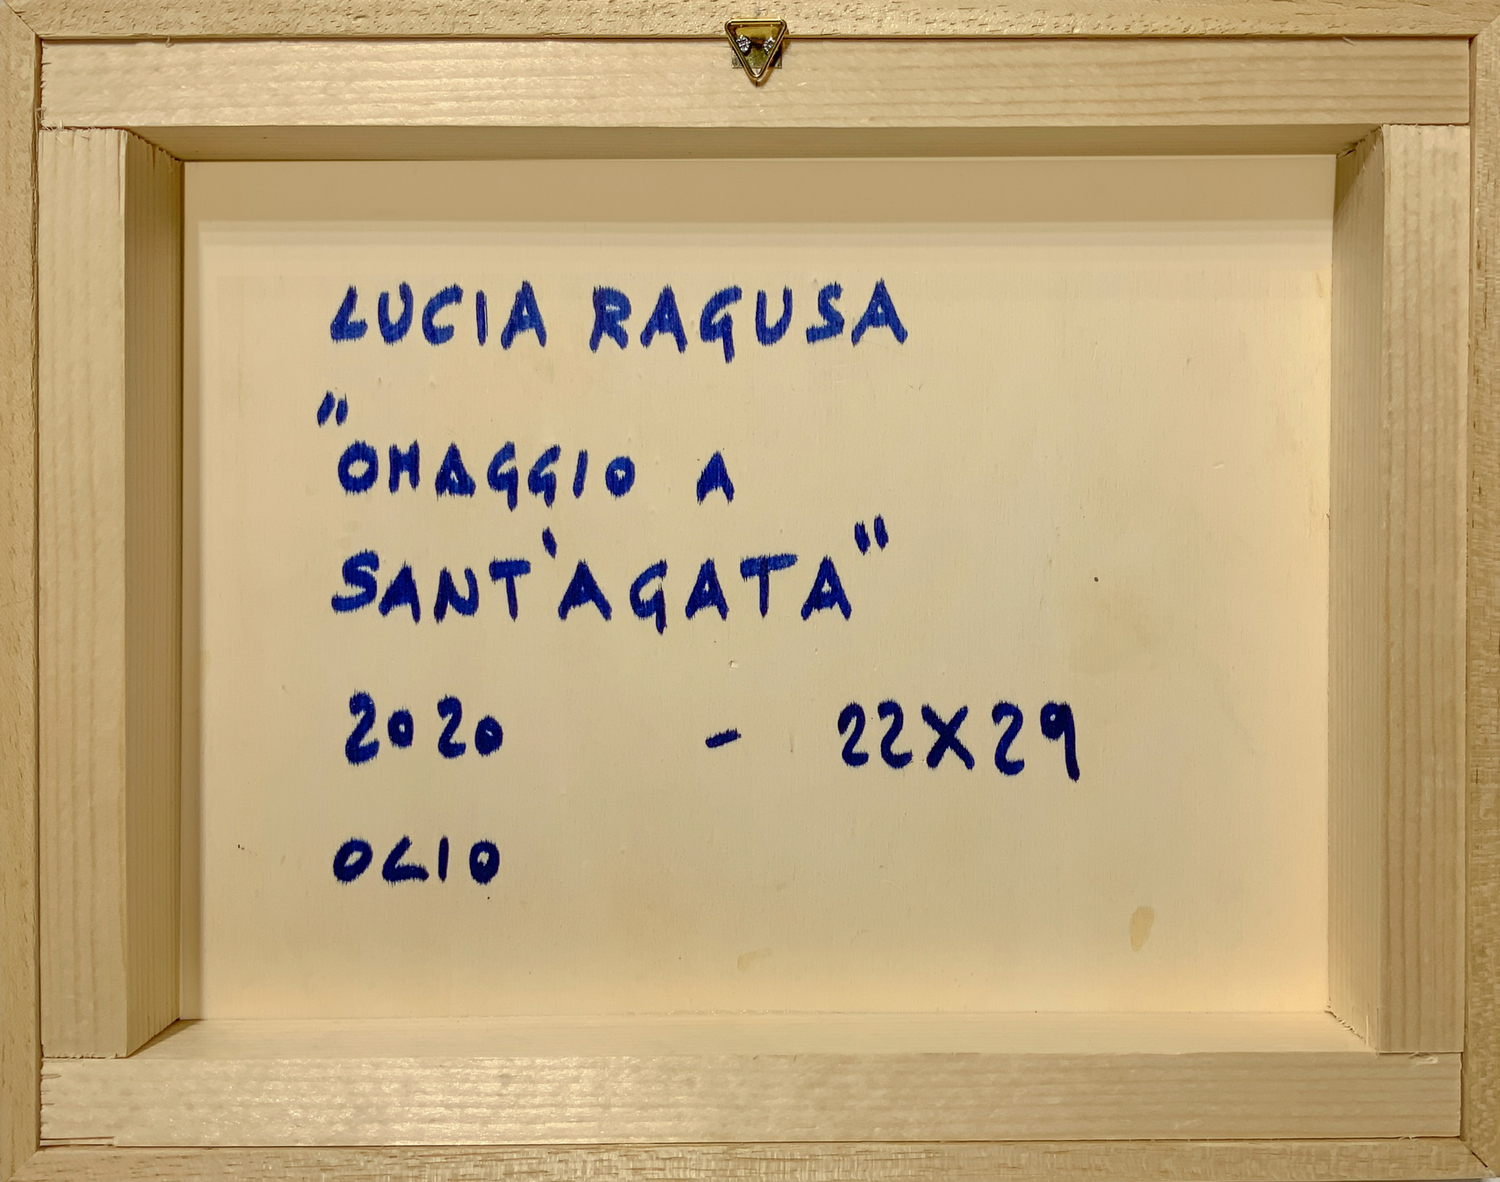 LUCIA RAGUSA
"OMAGGIO A
SANT'AGATA"
2020 - 22X29
OLIO